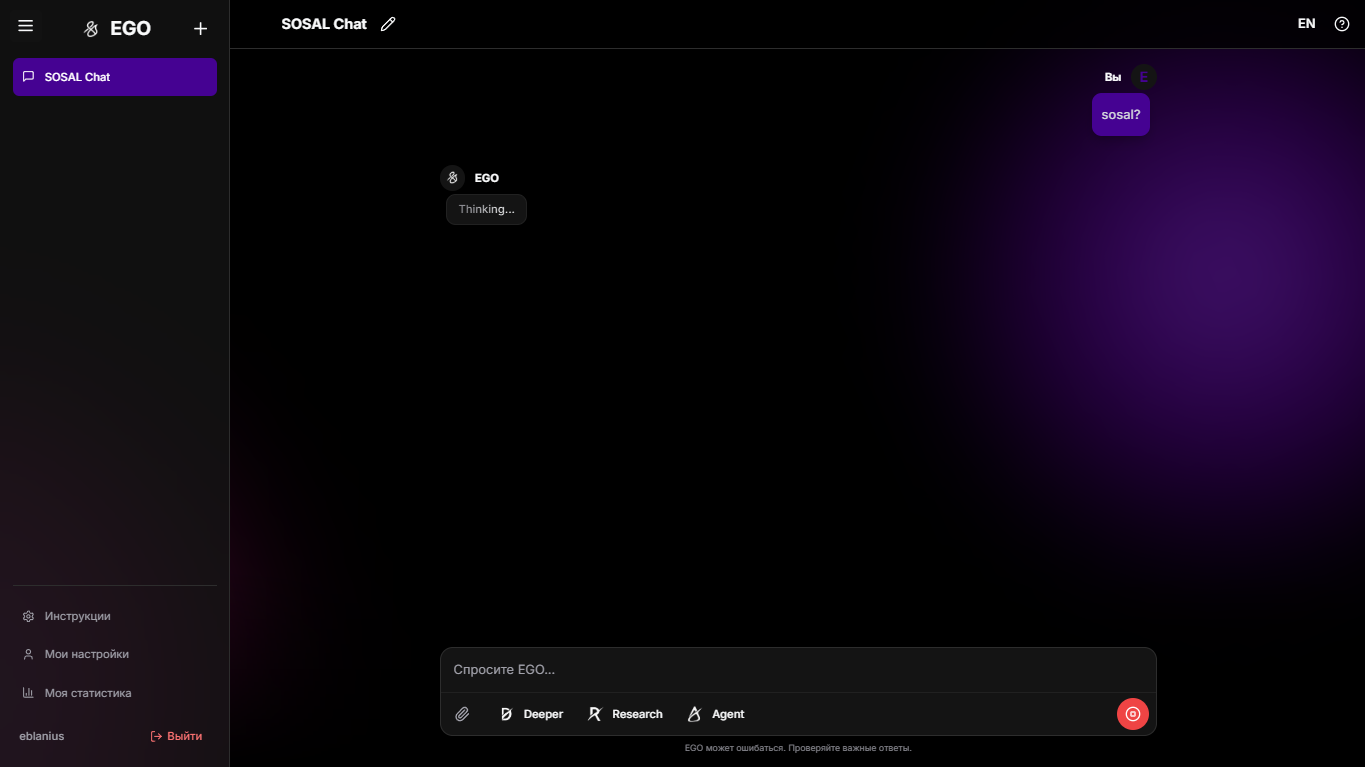 EGO
SOSAL Chat
SOSAL Chat
EN
Вы
E
sosal?
EGO
Thinking...
Инструкции
Мои настройки
Моя статистика
eblanius
Выйти
Спросите EGO...
Deeper
Research
Agent
EGO может ошибаться. Проверяйте важные ответы.